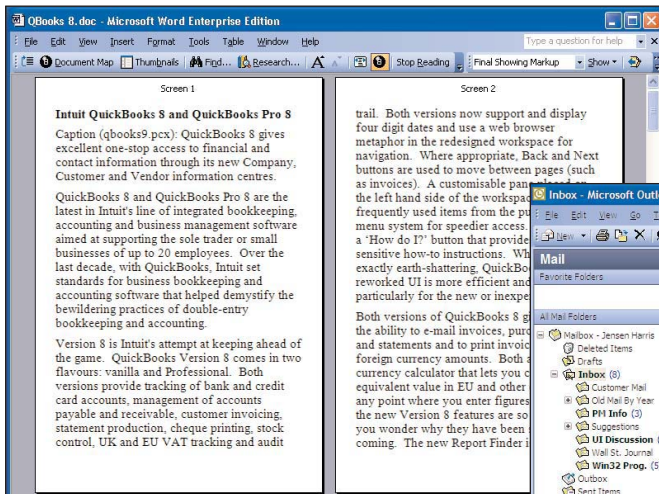 QBooks 8.doc - Microsoft Word Enterprise Edition
File Edit View Insert Format Tools Table Window Help
Type a question for help
Document Map Thumbnails Find... Research... Stop Reading Final Showing Markup Show
Screen 1
Intuit QuickBooks 8 and QuickBooks Pro 8
Caption (qbooks9.pcx): QuickBooks 8 gives
excellent one-stop access to financial and
contact information through its new Company,
Customer and Vendor information centres.
QuickBooks 8 and QuickBooks Pro 8 are the
latest in Intuit's line of integrated bookkeeping,
accounting and business management software
aimed at supporting the sole trader or small
businesses of up to 20 employees. Over the
last decade, with QuickBooks, Intuit set
standards for business bookkeeping and
accounting software that helped demystify the
bewildering practices of double-entry
bookkeeping and accounting.
Version 8 is Intuit's attempt at keeping ahead of
the game. QuickBooks Version 8 comes in two
flavours: vanilla and Professional. Both
versions provide tracking of bank and credit
card accounts, management of accounts
payable and receivable, customer invoicing,
statement production, cheque printing, stock
control, UK and EU VAT tracking and audit
Screen 2
trail. Both versions now support and display
four digit dates and use a web browser
metaphor in the redesigned workspace for
navigation. Where appropriate, Back and Next
buttons are used to move between pages (such
as invoices). A customisable pane placed on
the left hand side of the workspac
frequently used items from the pu
menu system for speedier access.
a 'How do I?' button that provide
sensitive how-to instructions. Wh
exactly earth-shattering, QuickBo
reworked UI is more efficient and
particularly for the new or inexpe
Both versions of QuickBooks 8 gi
the ability to e-mail invoices, purc
and statements and to print invoic
foreign currency amounts. Both a
currency calculator that lets you c
equivalent value in EU and other
any point where you enter figures
the new Version 8 features are so
you wonder why they have been
coming. The new Report Finder i
Inbox - Microsoft Outlo
File Edit View Go T
New
Mail
Favorite Folders
All Mail Folders
Mailbox - Jensen Harris
Deleted Items
Drafts
Inbox (8)
Customer Mail
Old Mail By Year
PM Info (3)
Suggestions
UI Discussion (
Wall St. Journal
Win32 Prog. (5
Outbox
Sent Items